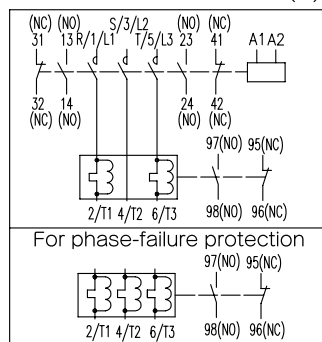 (NC) (NO) S/3/L2 (NO) (NC)
31 13 R/1/L1 T/5/L3 23 41 A1 A2
32 14 24 42
(NC) (NO) (NO) (NC)
97(NO) 95(NC)
2/T1 4/T2 6/T3 98(NO) 96(NC)
For phase-failure protection
97(NO) 95(NC)
2/T1 4/T2 6/T3 98(NO) 96(NC)